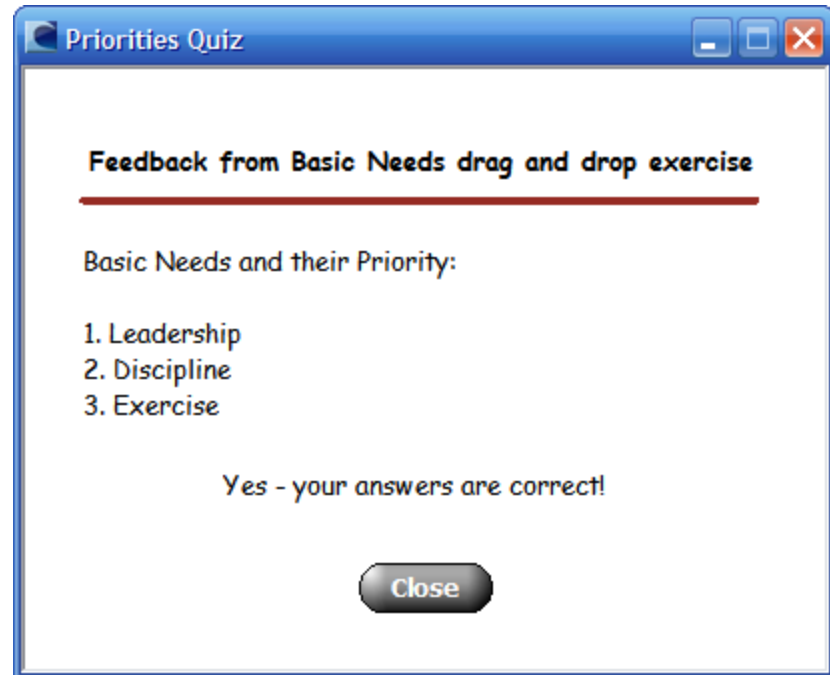 Priorities Quiz
Feedback from Basic Needs drag and drop exercise
Basic Needs and their Priority:
1. Leadership
2. Discipline
3. Exercise
Yes - your answers are correct!
Close